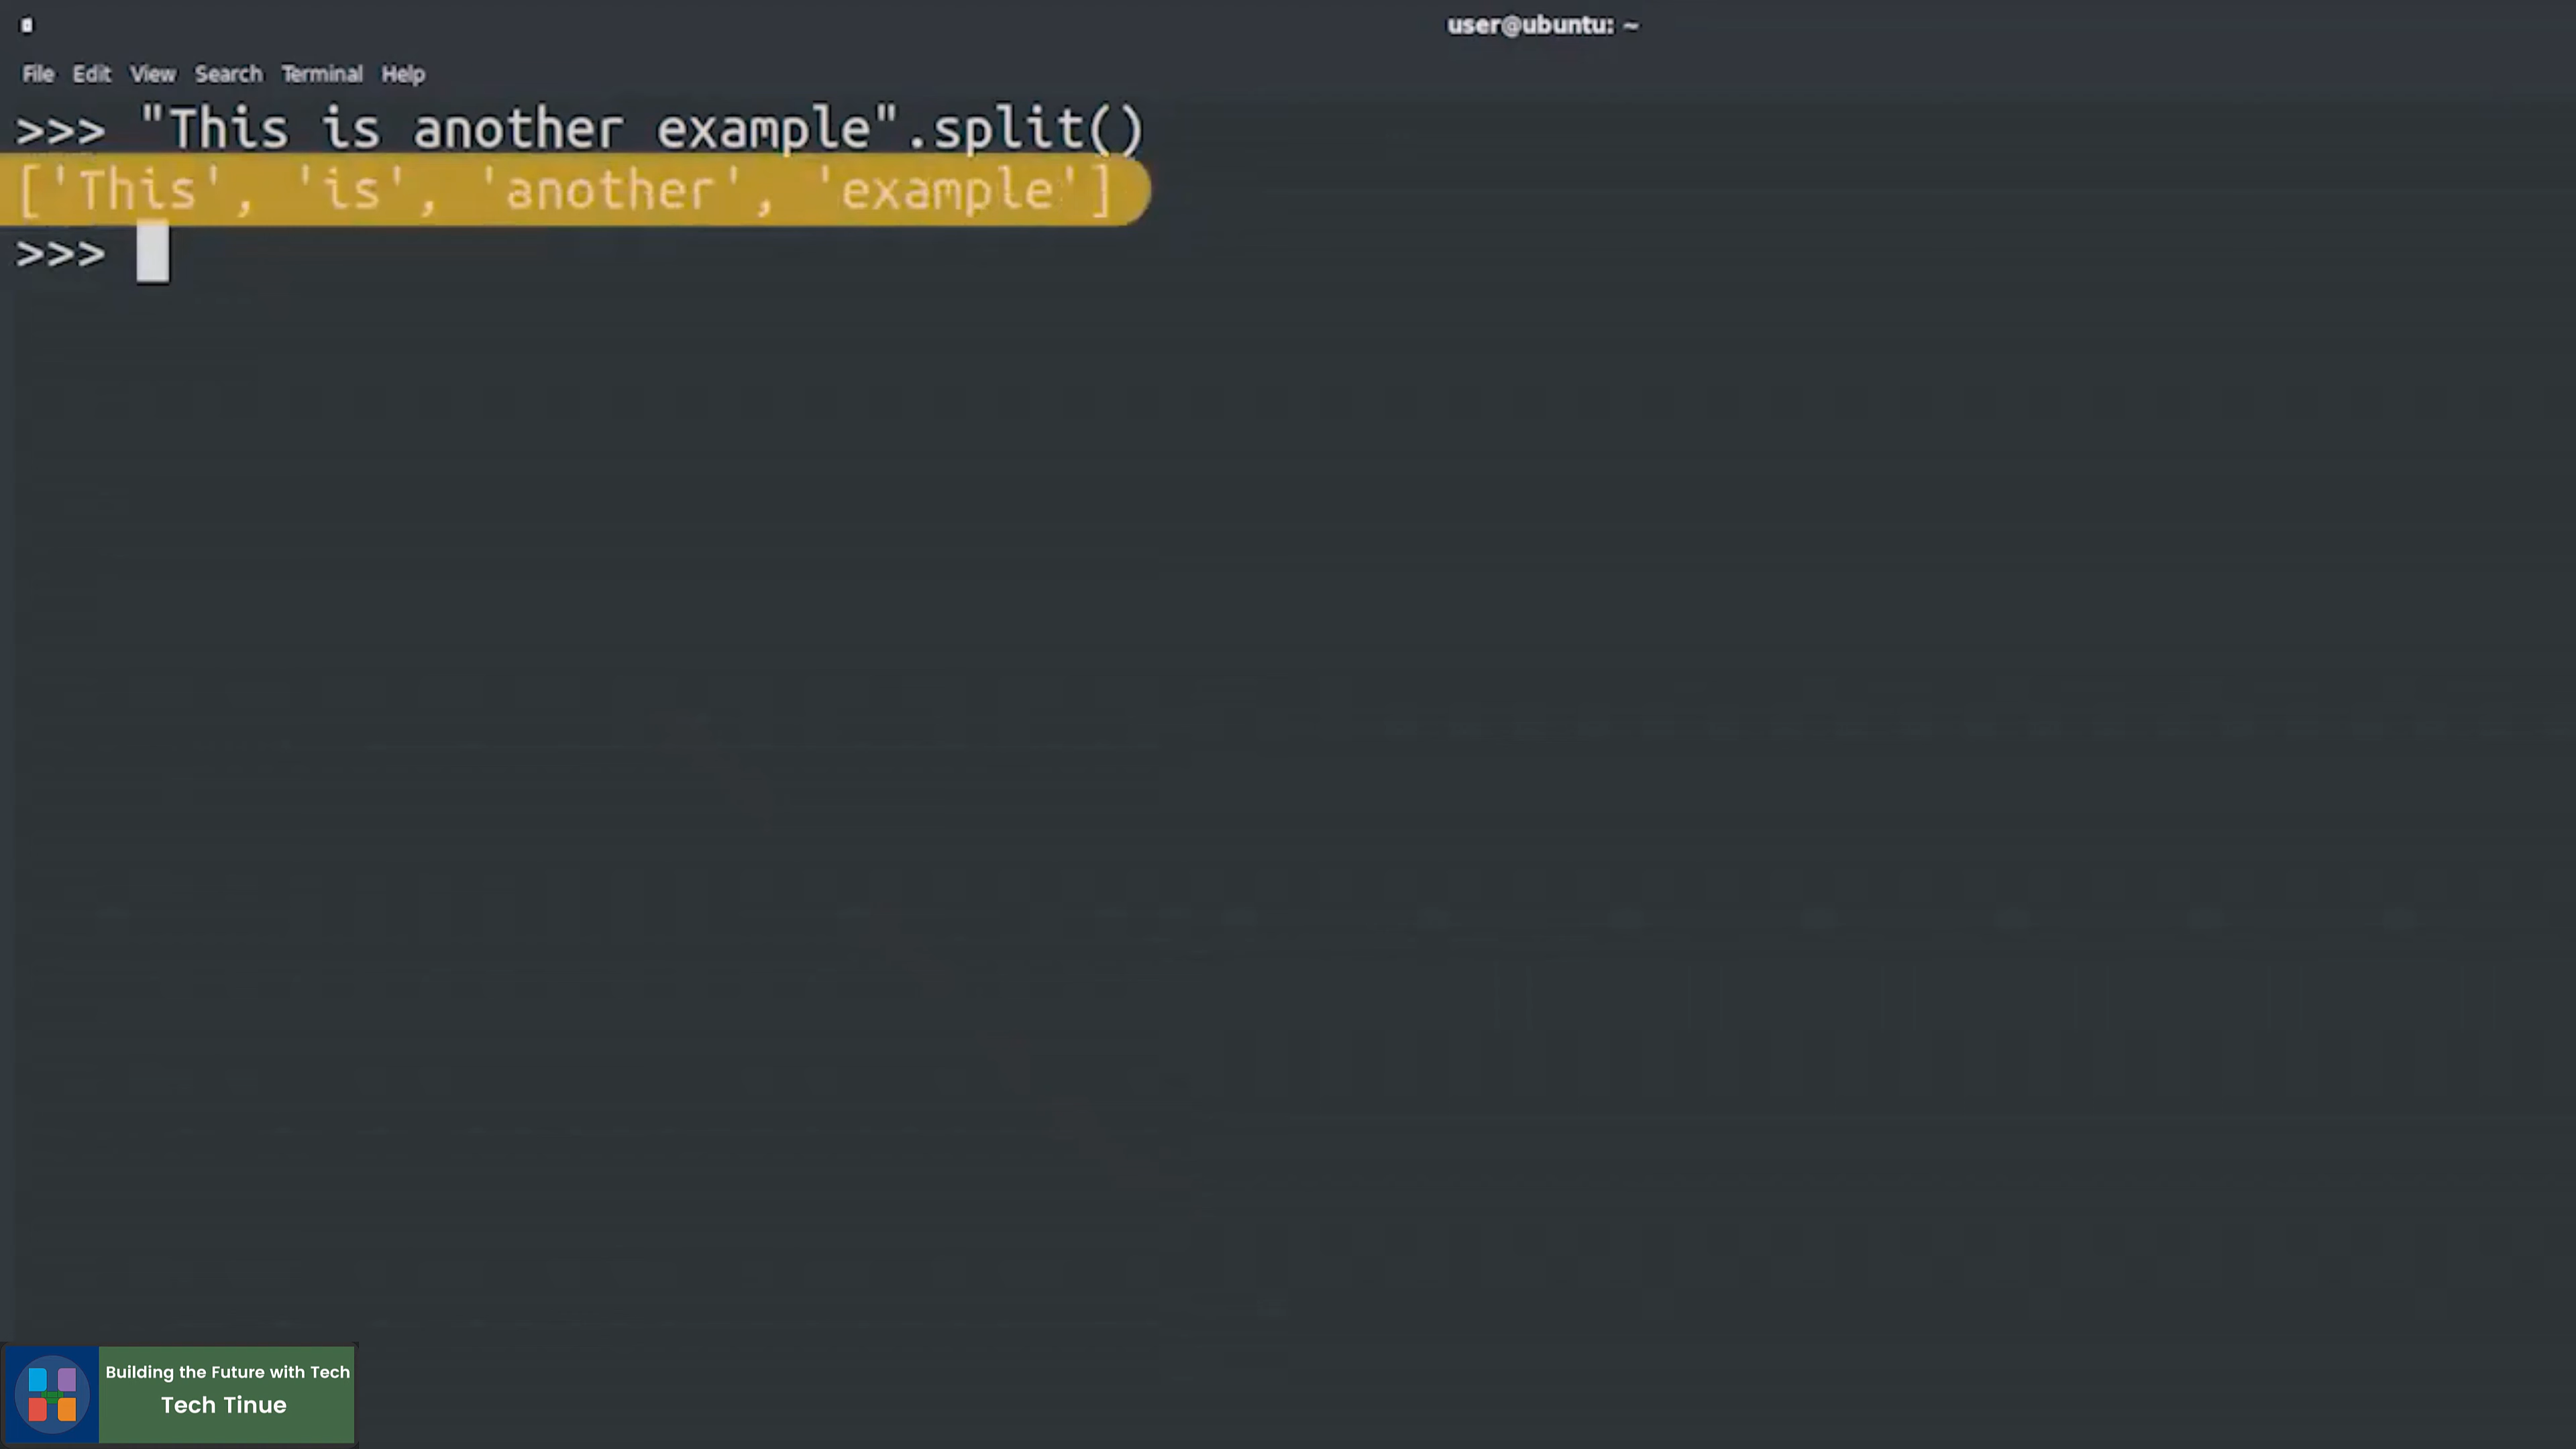 user@ubuntu: ~
File Edit View Search Terminal Help
>>> "This is another example".split()
['This', 'is', 'another', 'example']
>>>
Building the Future with Tech
Tech Tinue